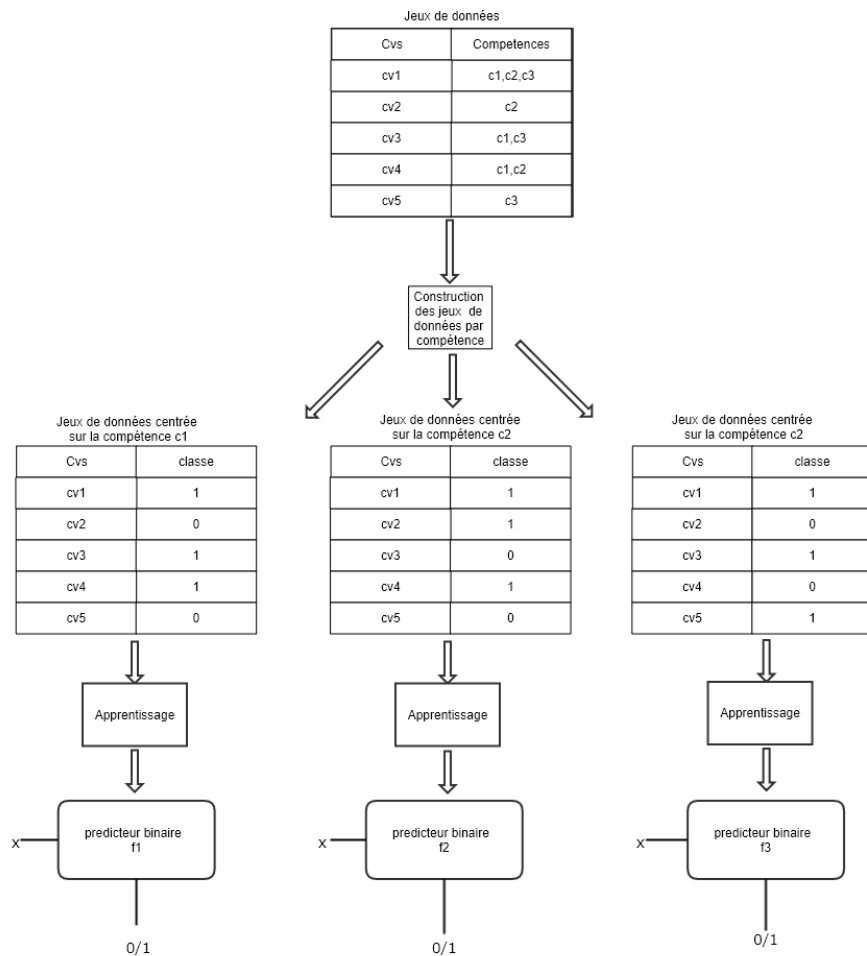 Jeux de données
Cvs Competences
cv1 c1,c2,c3
cv2 c2
cv3 c1,c3
cv4 c1,c2
cv5 c3
Construction
des jeux de
données par
compétence
Jeux de données centrée
sur la compétence c1
Cvs classe
cv1 1
cv2 0
cv3 1
cv4 1
cv5 0
Apprentissage
predicteur binaire
f1
x
0/1
Jeux de données centrée
sur la compétence c2
Cvs classe
cv1 1
cv2 1
cv3 0
cv4 1
cv5 0
Apprentissage
predicteur binaire
f2
x
0/1
Jeux de données centrée
sur la compétence c2
Cvs classe
cv1 1
cv2 0
cv3 1
cv4 0
cv5 1
Apprentissage
predicteur binaire
f3
x
0/1